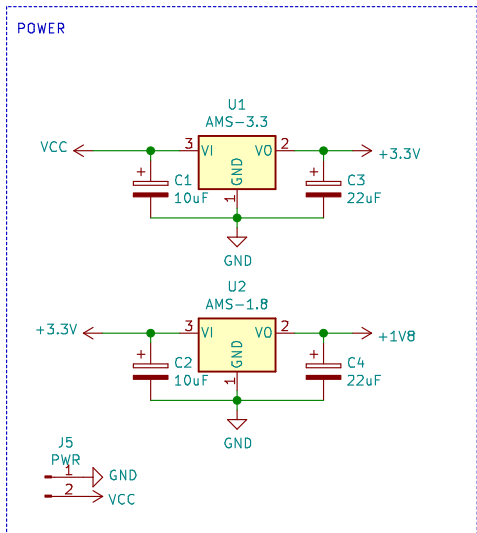 POWER
U1
AMS-3.3
VCC
3
VI
VO
2
+3.3V
GND
1
+
C1
10uF
+
C3
22uF
GND
U2
AMS-1.8
+3.3V
3
VI
VO
2
+1V8
GND
1
+
C2
10uF
+
C4
22uF
GND
J5
PWR
1
GND
2
VCC